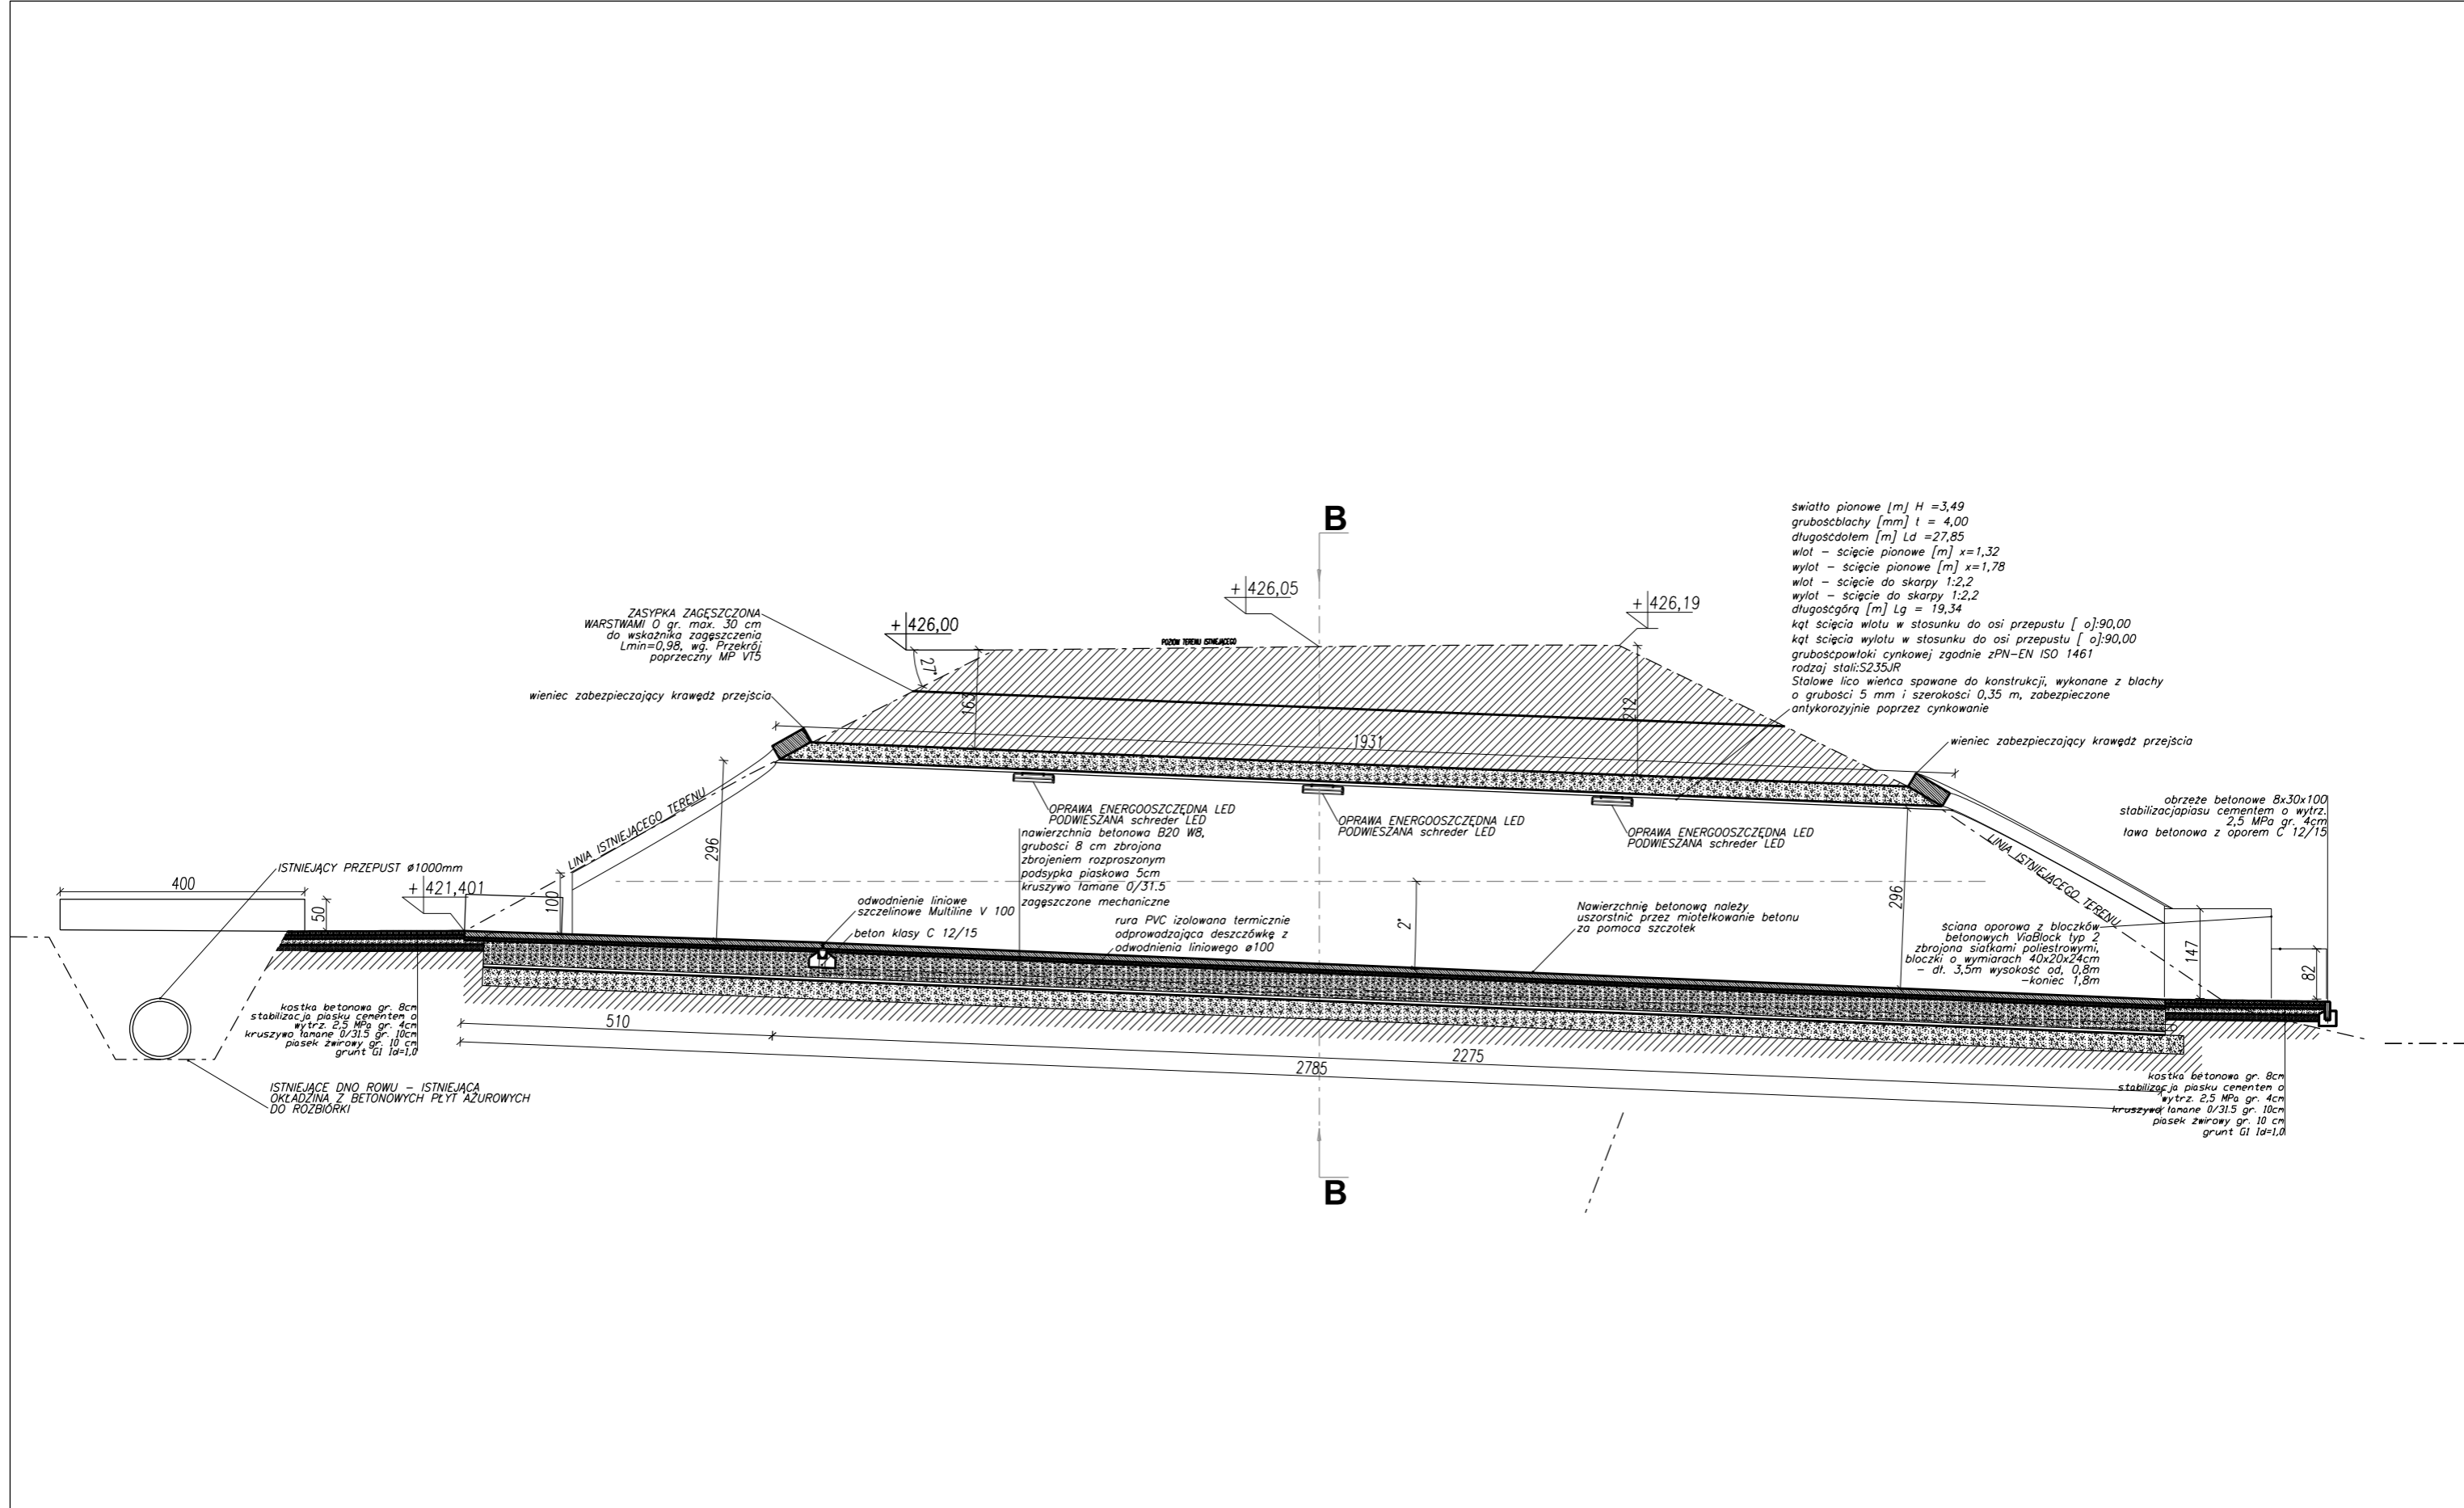 B
światło pionowe [m] H =3,49
grubośćblachy [mm] t = 4,00
długośćdołem [m] Ld =27,85
wlot – ścięcie pionowe [m] x=1,32
wylot – ścięcie pionowe [m] x=1,78
wlot – ścięcie do skarpy 1:2,2
wylot – ścięcie do skarpy 1:2,2
długośćgórą [m] Lg = 19,34
kąt ścięcia wlotu w stosunku do osi przepustu [ o]:90,00
kąt ścięcia wylotu w stosunku do osi przepustu [ o]:90,00
grubośćpowłoki cynkowej zgodnie zPN-EN ISO 1461
rodzaj stali:S235JR
Stalowe lico wieńca spawane do konstrukcji, wykonane z blachy
o grubości 5 mm i szerokości 0,35 m, zabezpieczone
antykorozyjnie poprzez cynkowanie
+426,05
+426,19
+426,00
ZASYPKA ZAGĘSZCZONA
WARSTWAMI O gr. max. 30 cm
do wskaźnika zagęszczenia
Lmin=0,98, wg. Przekrój
poprzeczny MP VT5
POZIOM TERENU ISTNIEJĄCEGO
27°
163
212
wieniec zabezpieczający krawędź przejścia
1931
wieniec zabezpieczający krawędź przejścia
LINIA ISTNIEJĄCEGO TERENU
296
OPRAWA ENERGOOSZCZĘDNA LED
PODWIESZANA schreder LED
OPRAWA ENERGOOSZCZĘDNA LED
PODWIESZANA schreder LED
OPRAWA ENERGOOSZCZĘDNA LED
PODWIESZANA schreder LED
nawierzchnia betonowa B20 W8,
grubości 8 cm zbrojona
zbrojeniem rozproszonym
podsypka piaskowa 5cm
kruszywo łamane 0/31.5
zagęszczone mechaniczne
obrzeże betonowe 8x30x100
stabilizacjapiasu cementem o wytrz.
2,5 MPa gr. 4cm
ława betonowa z oporem C 12/15
LINIA ISTNIEJĄCEGO TERENU
ISTNIEJĄCY PRZEPUST ø1000mm
400
50
+421,401
100
odwodnienie liniowe
szczelinowe Multiline V 100
beton klasy C 12/15
rura PVC izolowana termicznie
odprowadzająca deszczówkę z
odwodnienia liniowego ø100
2°
Nawierzchnię betonową należy
uszorstnić przez miotełkowanie betonu
za pomoca szczotek
296
ściana oporowa z bloczków
betonowych ViaBlock typ 2
zbrojona siatkami poliestrowymi,
bloczki o wymiarach 40x20x24cm
– dł. 3,5m wysokość od, 0,8m
–koniec 1,8m
147
82
kostka betonowa gr. 8cm
stabilizacja piasku cementem o
wytrz. 2,5 MPa gr. 4cm
kruszywo łamane 0/31.5 gr. 10cm
piasek żwirowy gr. 10 cm
grunt G1 Id=1,0
510
2275
2785
ISTNIEJĄCE DNO ROWU – ISTNIEJĄCA
OKŁADZINA Z BETONOWYCH PŁYT AŻUROWYCH
DO ROZBIÓRKI
kostka betonowa gr. 8cm
stabilizacja piasku cementem o
wytrz. 2,5 MPa gr. 4cm
kruszywo łamane 0/31.5 gr. 10cm
piasek żwirowy gr. 10 cm
grunt G1 Id=1,0
B